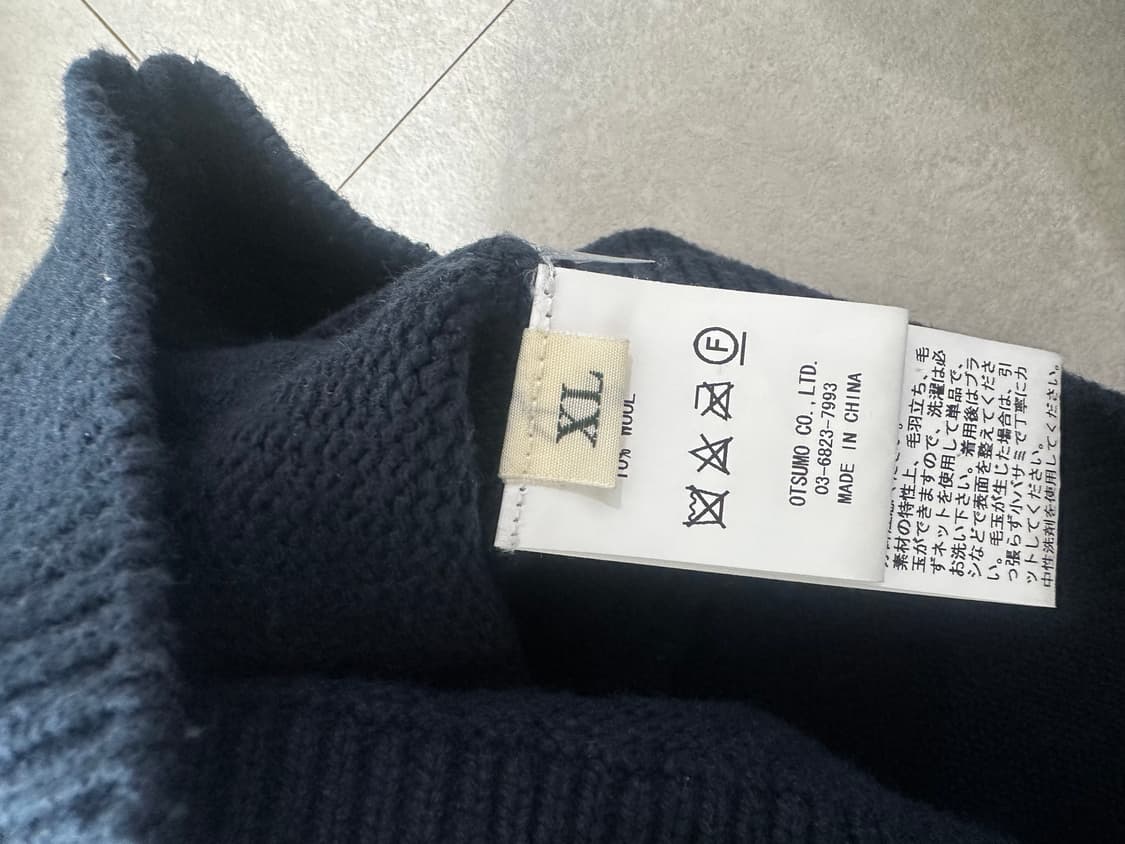 XL
10% WOOL
F
OTSUMO CO.,LTD.
03-6823-7993
MADE IN CHINA
素材の特性上、毛羽立ち、毛
玉ができますので、洗濯は必
ずネットを使用して単品で、
お洗い下さい。着用後はブラ
シなどで表面を整えてくださ
い。毛玉が生じた場合は、引
っ張らず小バサミで丁寧にカ
ットしてください。
中性洗剤を使用してください。